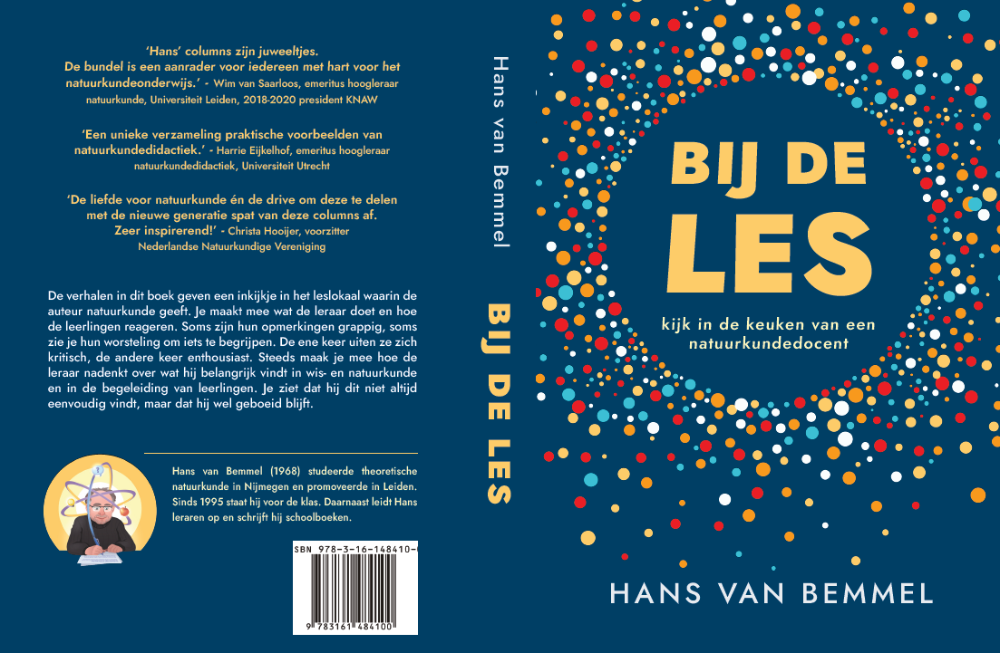 ‘Hans’ columns zijn juweeltjes.
De bundel is een aanrader voor iedereen met hart voor het
natuurkundeonderwijs.’ - Wim van Saarloos, emeritus hoogleraar
natuurkunde, Universiteit Leiden, 2018-2020 president KNAW
‘Een unieke verzameling praktische voorbeelden van
natuurkundedidactiek.’ - Harrie Eijkelhof, emeritus hoogleraar
natuurkundedidactiek, Universiteit Utrecht
‘De liefde voor natuurkunde én de drive om deze te delen
met de nieuwe generatie spat van deze columns af.
Zeer inspirerend!’ - Christa Hooijer, voorzitter
Nederlandse Natuurkundige Vereniging
De verhalen in dit boek geven een inkijkje in het leslokaal waarin de
auteur natuurkunde geeft. Je maakt mee wat de leraar doet en hoe
de leerlingen reageren. Soms zijn hun opmerkingen grappig, soms
zie je hun worsteling om iets te begrijpen. De ene keer uiten ze zich
kritisch, de andere keer enthousiast. Steeds maak je mee hoe de
leraar nadenkt over wat hij belangrijk vindt in wis- en natuurkunde
en in de begeleiding van leerlingen. Je ziet dat hij dit niet altijd
eenvoudig vindt, maar dat hij wel geboeid blijft.
Hans van Bemmel (1968) studeerde theoretische
natuurkunde in Nijmegen en promoveerde in Leiden.
Sinds 1995 staat hij voor de klas. Daarnaast leidt Hans
leraren op en schrijft hij schoolboeken.
SBN 978-3-16-148410-
9 783161 484100
Hans van Bemmel
BIJ DE LES
BIJ DE
LES
kijk in de keuken van een
natuurkundedocent
HANS VAN BEMMEL